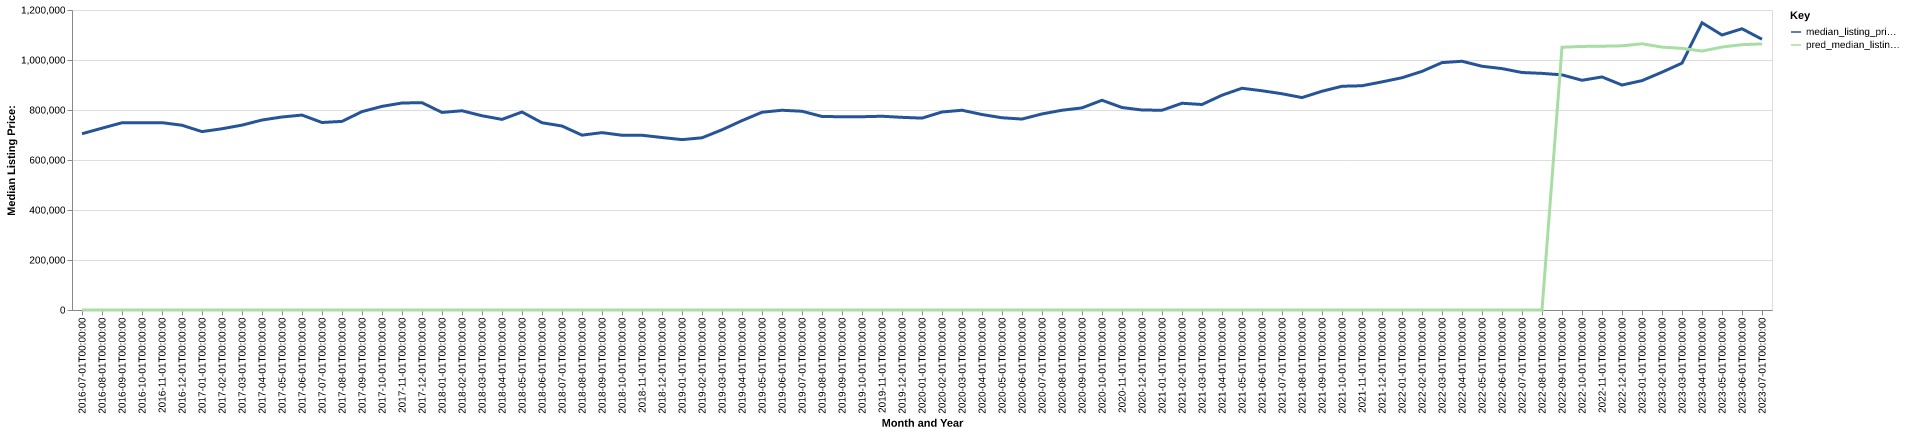 1,200,000
1,000,000
800,000
600,000
400,000
200,000
0
Median Listing Price:
2016-07-01T00:00:00
2016-08-01T00:00:00
2016-09-01T00:00:00
2016-10-01T00:00:00
2016-11-01T00:00:00
2016-12-01T00:00:00
2017-01-01T00:00:00
2017-02-01T00:00:00
2017-03-01T00:00:00
2017-04-01T00:00:00
2017-05-01T00:00:00
2017-06-01T00:00:00
2017-07-01T00:00:00
2017-08-01T00:00:00
2017-09-01T00:00:00
2017-10-01T00:00:00
2017-11-01T00:00:00
2017-12-01T00:00:00
2018-01-01T00:00:00
2018-02-01T00:00:00
2018-03-01T00:00:00
2018-04-01T00:00:00
2018-05-01T00:00:00
2018-06-01T00:00:00
2018-07-01T00:00:00
2018-08-01T00:00:00
2018-09-01T00:00:00
2018-10-01T00:00:00
2018-11-01T00:00:00
2018-12-01T00:00:00
2019-01-01T00:00:00
2019-02-01T00:00:00
2019-03-01T00:00:00
2019-04-01T00:00:00
2019-05-01T00:00:00
2019-06-01T00:00:00
2019-07-01T00:00:00
2019-08-01T00:00:00
2019-09-01T00:00:00
2019-10-01T00:00:00
2019-11-01T00:00:00
2019-12-01T00:00:00
2020-01-01T00:00:00
2020-02-01T00:00:00
2020-03-01T00:00:00
2020-04-01T00:00:00
2020-05-01T00:00:00
2020-06-01T00:00:00
2020-07-01T00:00:00
2020-08-01T00:00:00
2020-09-01T00:00:00
2020-10-01T00:00:00
2020-11-01T00:00:00
2020-12-01T00:00:00
2021-01-01T00:00:00
2021-02-01T00:00:00
2021-03-01T00:00:00
2021-04-01T00:00:00
2021-05-01T00:00:00
2021-06-01T00:00:00
2021-07-01T00:00:00
2021-08-01T00:00:00
2021-09-01T00:00:00
2021-10-01T00:00:00
2021-11-01T00:00:00
2021-12-01T00:00:00
2022-01-01T00:00:00
2022-02-01T00:00:00
2022-03-01T00:00:00
2022-04-01T00:00:00
2022-05-01T00:00:00
2022-06-01T00:00:00
2022-07-01T00:00:00
2022-08-01T00:00:00
2022-09-01T00:00:00
2022-10-01T00:00:00
2022-11-01T00:00:00
2022-12-01T00:00:00
2023-01-01T00:00:00
2023-02-01T00:00:00
2023-03-01T00:00:00
2023-04-01T00:00:00
2023-05-01T00:00:00
2023-06-01T00:00:00
2023-07-01T00:00:00
Month and Year
Key
median_listing_pri…
pred_median_listin…